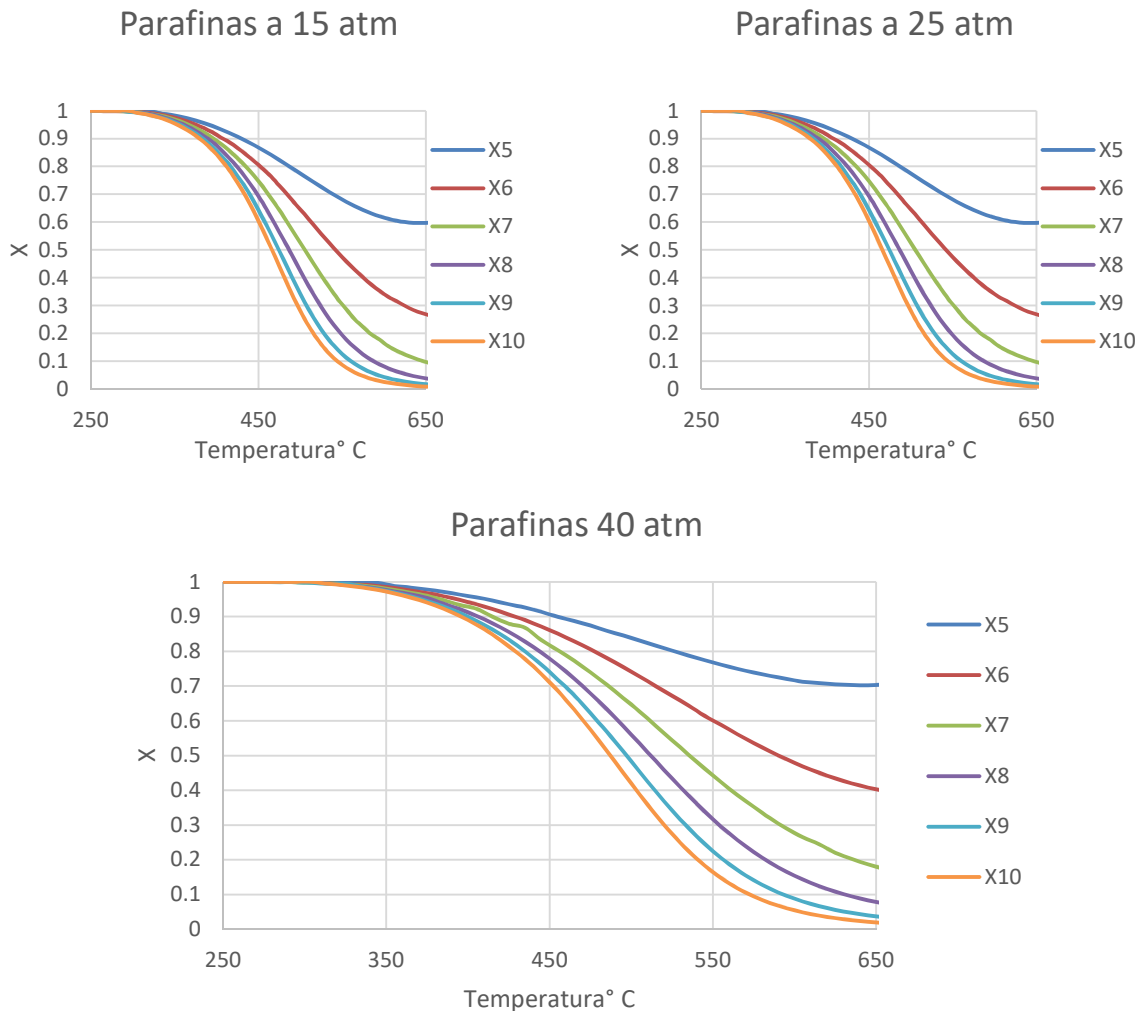 Parafinas a 15 atm
1
0.9
0.8
0.7
0.6
0.5
0.4
0.3
0.2
0.1
0
X
250
450
650
Temperatura° C
X5
X6
X7
X8
X9
X10
Parafinas a 25 atm
1
0.9
0.8
0.7
0.6
0.5
0.4
0.3
0.2
0.1
0
X
250
450
650
Temperatura° C
X5
X6
X7
X8
X9
X10
Parafinas 40 atm
1
0.9
0.8
0.7
0.6
0.5
0.4
0.3
0.2
0.1
0
X
250
350
450
550
650
Temperatura° C
X5
X6
X7
X8
X9
X10